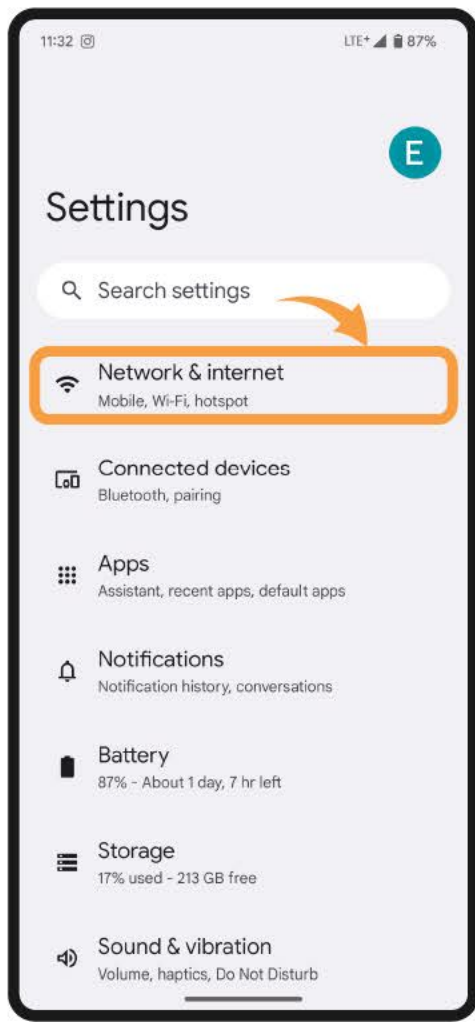 11:32 LTE+ 87%
E
Settings
Search settings
Network & internet
Mobile, Wi-Fi, hotspot
Connected devices
Bluetooth, pairing
Apps
Assistant, recent apps, default apps
Notifications
Notification history, conversations
Battery
87% - About 1 day, 7 hr left
Storage
17% used - 213 GB free
Sound & vibration
Volume, haptics, Do Not Disturb